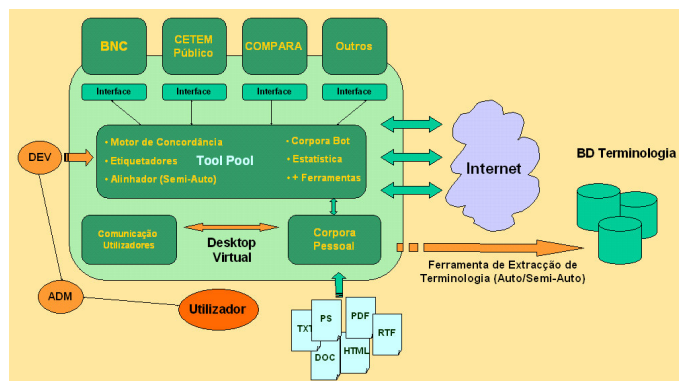 BNC
CETEM
Público
COMPARA
Outros
Interface
Interface
Interface
Interface
• Motor de Concordância
• Etiquetadores
• Alinhador (Semi-Auto)
Tool Pool
• Corpora Bot
• Estatística
• + Ferramentas
DEV
Internet
BD Terminologia
Comunicação
Utilizadores
Desktop
Virtual
Corpora
Pessoal
Ferramenta de Extracção de
Terminologia (Auto/Semi-Auto)
ADM
Utilizador
TXT
PS
PDF
RTF
DOC
HTML